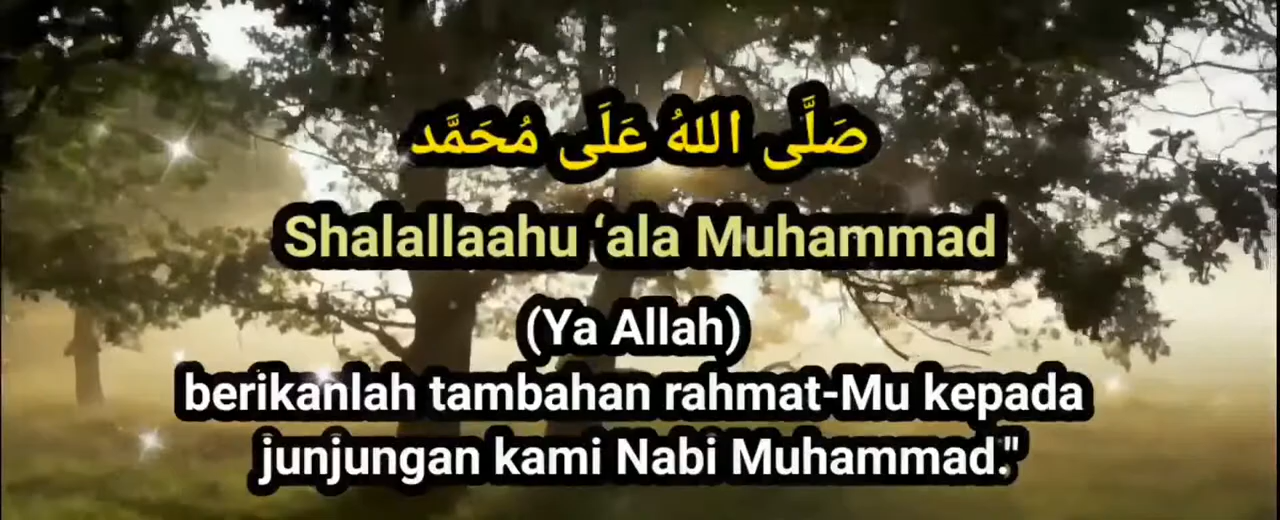 صَلَّى اللهُ عَلَى مُحَمَّد
Shalallaahu ‘ala Muhammad
(Ya Allah)
berikanlah tambahan rahmat-Mu kepada
junjungan kami Nabi Muhammad."